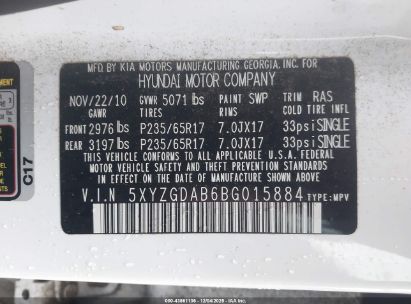 MFD BY KIA MOTORS MANUFACTURING GEORGIA, INC. FOR
HYUNDAI MOTOR COMPANY
NOV/22/10 GVWR 5071 lbs PAINT SWP TRIM RAS
GAWR TIRES RIMS COLD TIRE INFL
FRONT 2976 lbs P235/65R17 7.0JX17 33psi SINGLE
REAR 3197 lbs P235/65R17 7.0JX17 33psi SINGLE
THIS VEHICLE CONFORMS TO ALL APPLICABLE U.S. FEDERAL
MOTOR VEHICLE SAFETY AND THEFT PREVENTION STANDARDS IN
EFFECT ON THE DATE OF MANUFACTURE SHOWN ABOVE.
V.I.N 5XYZGDAB6BG015884 TYPE:MPV
C17